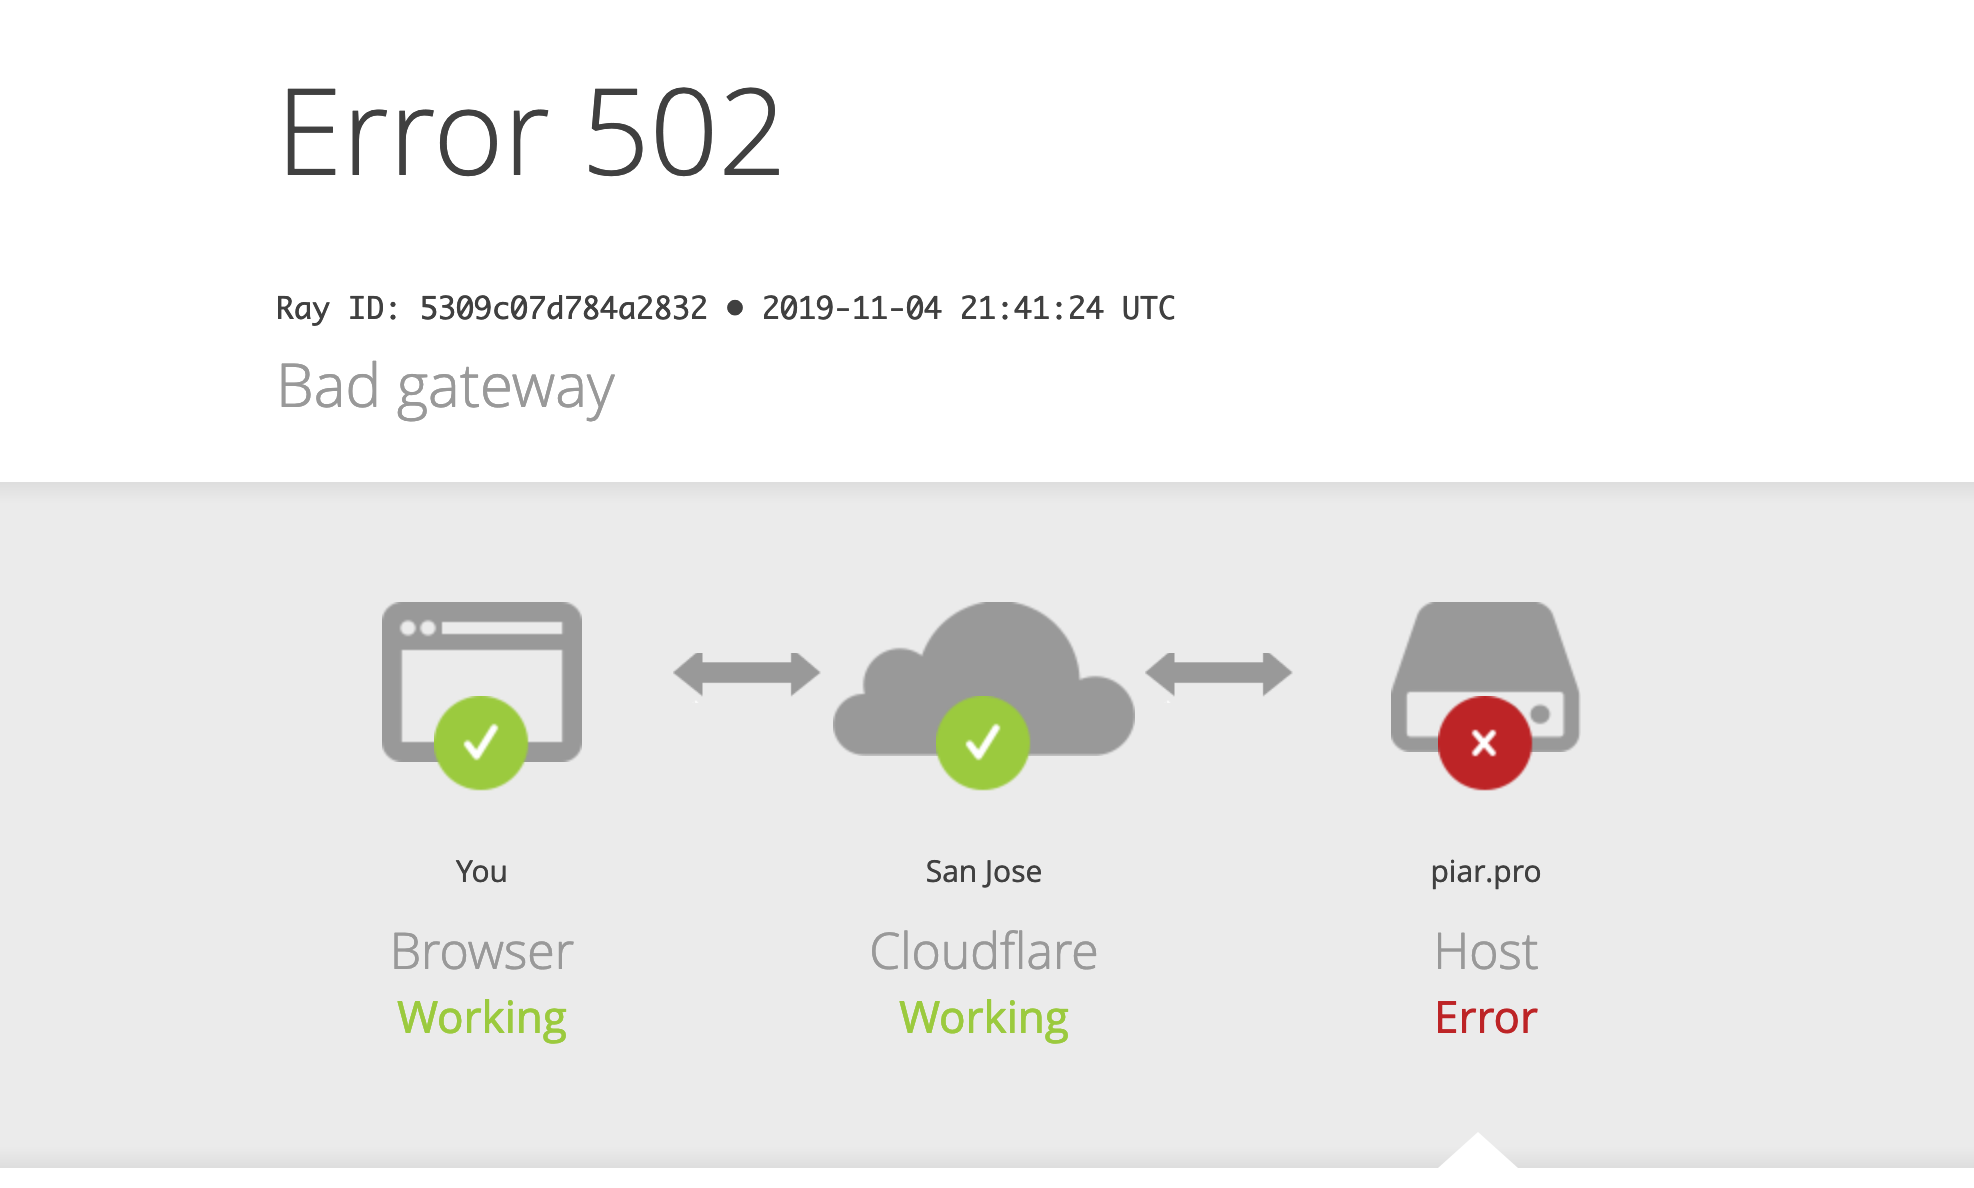 Error 502
Ray ID: 5309c07d784a2832 • 2019-11-04 21:41:24 UTC
Bad gateway
You
Browser
Working
San Jose
Cloudflare
Working
piar.pro
Host
Error